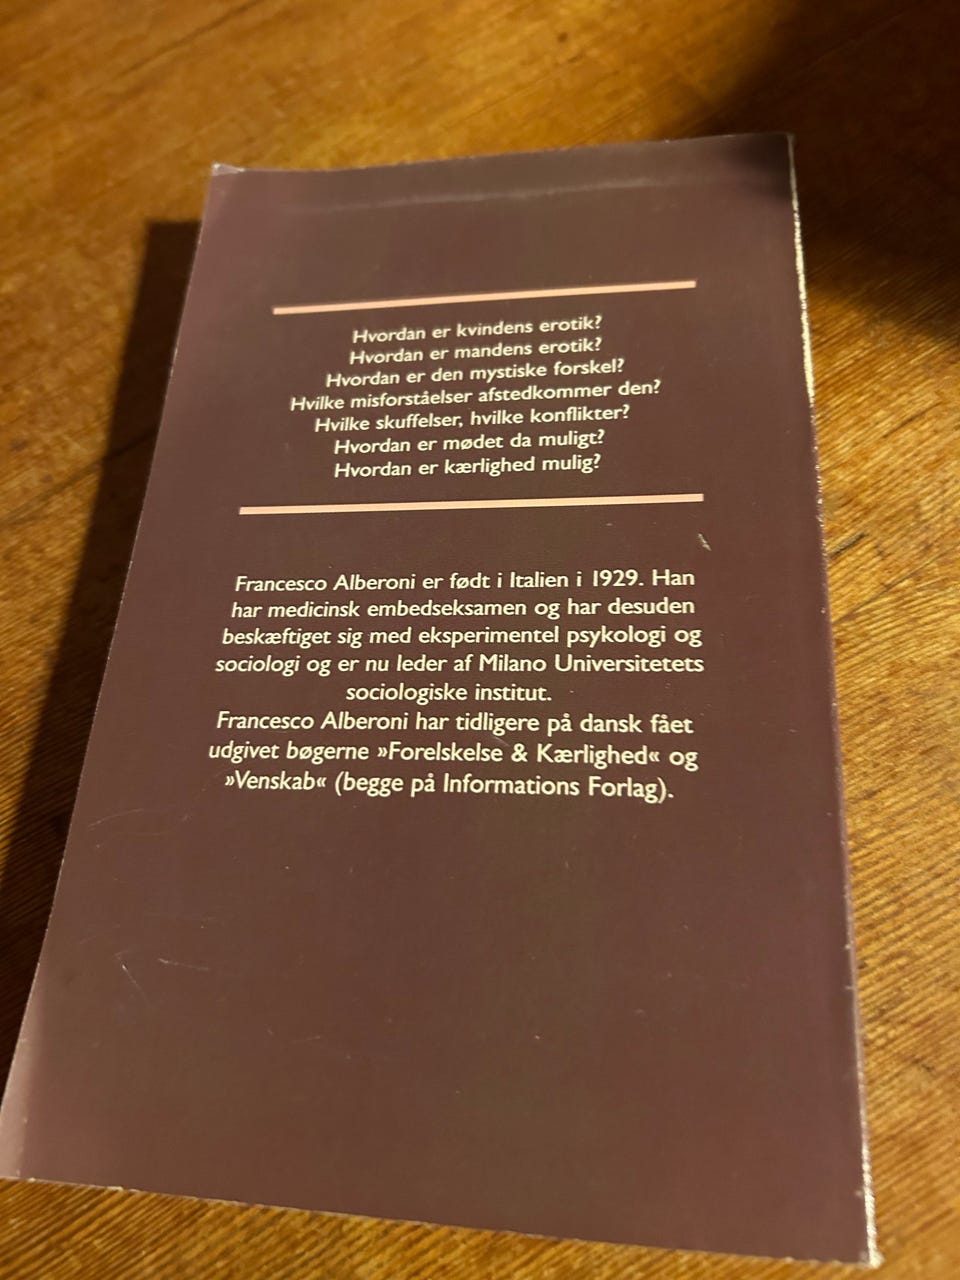 Hvordan er kvindens erotik?
Hvordan er mandens erotik?
Hvordan er den mystiske forskel?
Hvilke misforståelser afstedkommer den?
Hvilke skuffelser, hvilke konflikter?
Hvordan er mødet da muligt?
Hvordan er kærlighed mulig?
Francesco Alberoni er født i Italien i 1929. Han
har medicinsk embedseksamen og har desuden
beskæftiget sig med eksperimentel psykologi og
sociologi og er nu leder af Milano Universitetets
sociologiske institut.
Francesco Alberoni har tidligere på dansk fået
udgivet bøgerne »Forelskelse & Kærlighed« og
»Venskab« (begge på Informations Forlag).